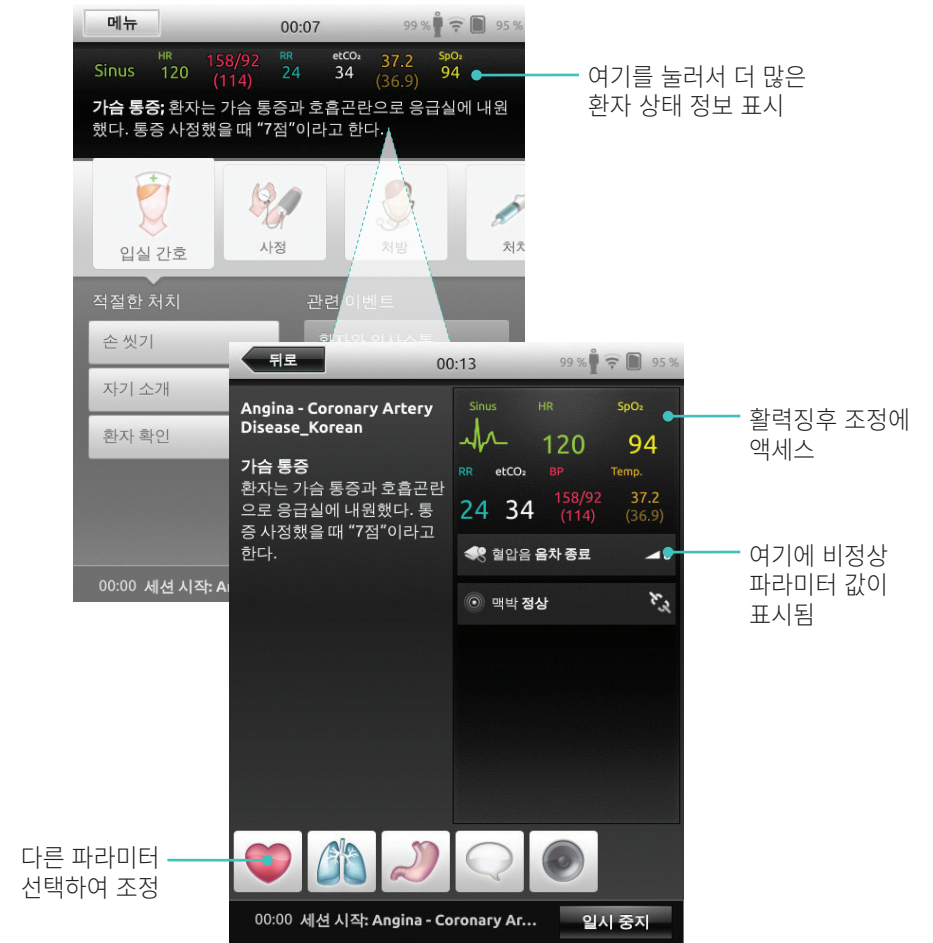 메뉴
00:07
99 %
95 %
Sinus
HR
120
158/92
(114)
RR
24
etCO₂
34
37.2
(36.9)
SpO₂
94
가슴 통증; 환자는 가슴 통증과 호흡곤란으로 응급실에 내원
했다. 통증 사정했을 때 “7점”이라고 한다.
여기를 눌러서 더 많은
환자 상태 정보 표시
입실 간호
사정
처방
적절한 처치
관련 이벤트
손 씻기
환자와 의사소통
자기 소개
환자 확인
00:00 세션 시작:
뒤로
00:13
99 %
95 %
Angina - Coronary Artery
Disease_Korean
가슴 통증
환자는 가슴 통증과 호흡곤란
으로 응급실에 내원했다. 통
증 사정했을 때 “7점”이라고
한다.
Sinus
HR
SpO₂
120
94
RR
etCO₂
BP
Temp.
24
34
158/92
(114)
37.2
(36.9)
혈압음 음차 종료
맥박 정상
활력징후 조정에
액세스
여기에 비정상
파라미터 값이
표시됨
다른 파라미터
선택하여 조정
00:00 세션 시작: Angina - Coronary Ar...
일시 중지